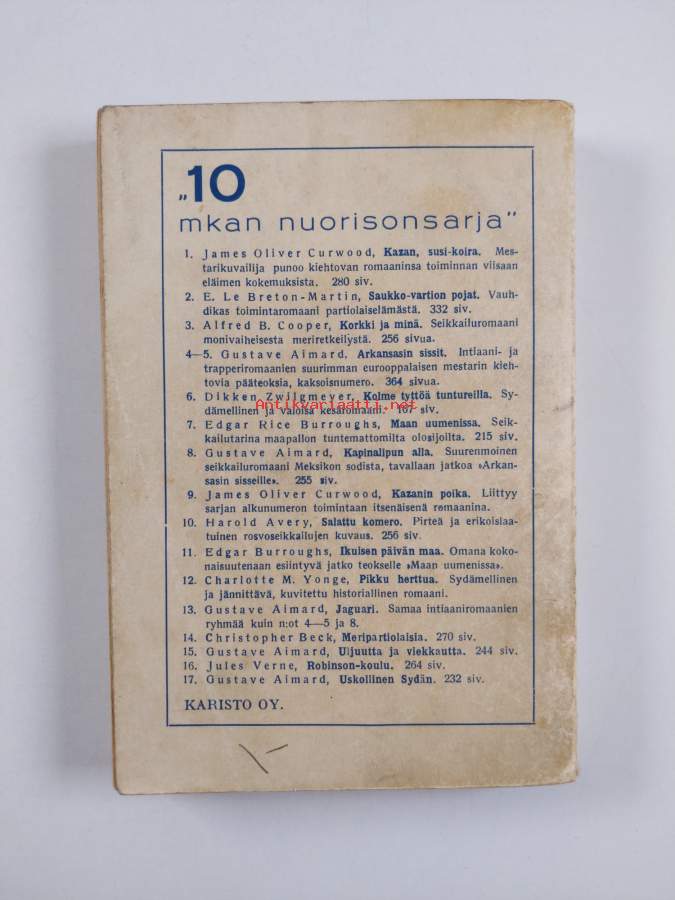 „10
mkan nuorisonsarja”
1. James Oliver Curwood, Kazan, susi-koira. Mes-
tarikuvailija punoo kiehtovan romaaninsa toiminnan viisaan
eläimen kokemuksista. 280 siv.
2. E. Le Breton-Martin, Saukko-vartion pojat. Vauh-
dikas toimintaromaani partiolaiselämästä. 332 siv.
3. Alfred B. Cooper, Korkki ja minä. Seikkailuromaani
monivaiheisesta meriretkeilystä. 256 sivua.
4—5. Gustave Aimard, Arkansasin sissit. Intiaani- ja
trapperiromaanien suurimman eurooppalaisen mestarin kieh-
tovia pääteoksia, kaksoisnumero. 364 sivua.
6. Dikken Zwilgmeyer, Kolme tyttöä tuntureilla. Sy-
dämellinen ja valoisa kesäromaani. 167 siv.
Antikvariaatti.net
7. Edgar Rice Burroughs, Maan uumenissa. Seik-
kailutarina maapallon tuntemattomilta olosijoilta. 215 siv.
8. Gustave Aimard, Kapinalipun alla. Suurenmoinen
seikkailuromaani Meksikon sodista, tavallaan jatkoa »Arkan-
sasin sisseille». 255 siv.
9. James Oliver Curwood, Kazanin poika. Liittyy
sarjan alkunumeron toimintaan itsenäisenä romaanina.
10. Harold Avery, Salattu komero. Pirteä ja erikoislaa-
tuinen rosvoseikkailujen kuvaus. 256 siv.
11. Edgar Burroughs, Ikuisen päivän maa. Omana koko-
naisuutenaan esiintyvä jatko teokselle »Maan uumenissa».
12. Charlotte M. Yonge, Pikku herttua. Sydämellinen
ja jännittävä, kuvitettu historiallinen romaani.
13. Gustave Aimard, Jaguari. Samaa intiaaniromaanien
ryhmää kuin n:ot 4—5 ja 8.
14. Christopher Beck, Meripartiolaisia. 270 siv.
15. Gustave Aimard, Uljuutta ja viekkautta. 244 siv.
16. Jules Verne, Robinson-koulu. 264 siv.
17. Gustave Aimard, Uskollinen Sydän. 232 siv.
KARISTO OY.